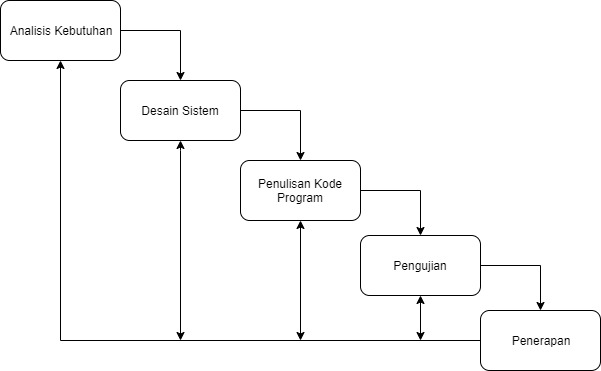 Analisis Kebutuhan
Desain Sistem
Penulisan Kode
Program
Pengujian
Penerapan